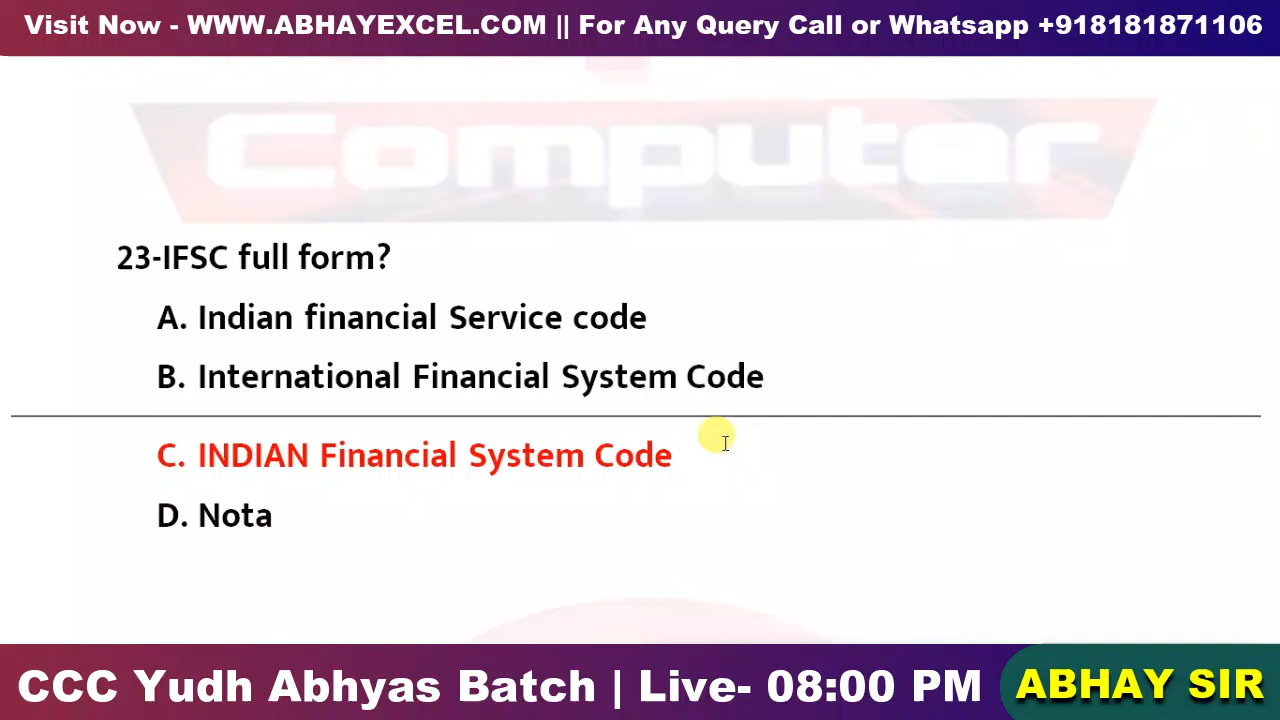 Visit Now - WWW.ABHAYEXCEL.COM || For Any Query Call or Whatsapp +918181871106
Computer
23-IFSC full form?
A. Indian financial Service code
B. International Financial System Code
C. INDIAN Financial System Code
D. Nota
CCC Yudh Abhyas Batch | Live- 08:00 PM
ABHAY SIR